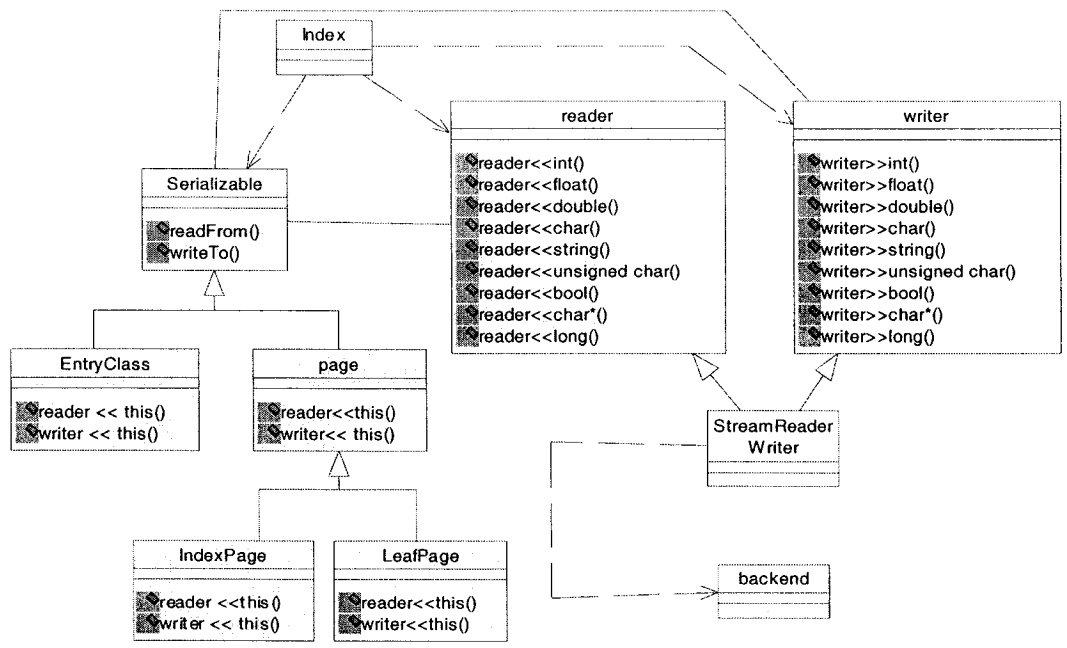 Index
reader
reader<<int()
reader<<float()
reader<<double()
reader<<char()
reader<<string()
reader<<unsigned char()
reader<<bool()
reader<<char*()
reader<<long()
writer
writer>>int()
writer>>float()
writer>>double()
writer>>char()
writer>>string()
writer>>unsigned char()
writer>>bool()
writer>>char*()
writer>>long()
Serializable
readFrom()
writeTo()
EntryClass
reader << this()
writer << this()
page
reader<<this()
writer<< this()
StreamReader
Writer
IndexPage
reader <<this()
writer << this()
LeafPage
reader<<this()
writer<<this()
backend